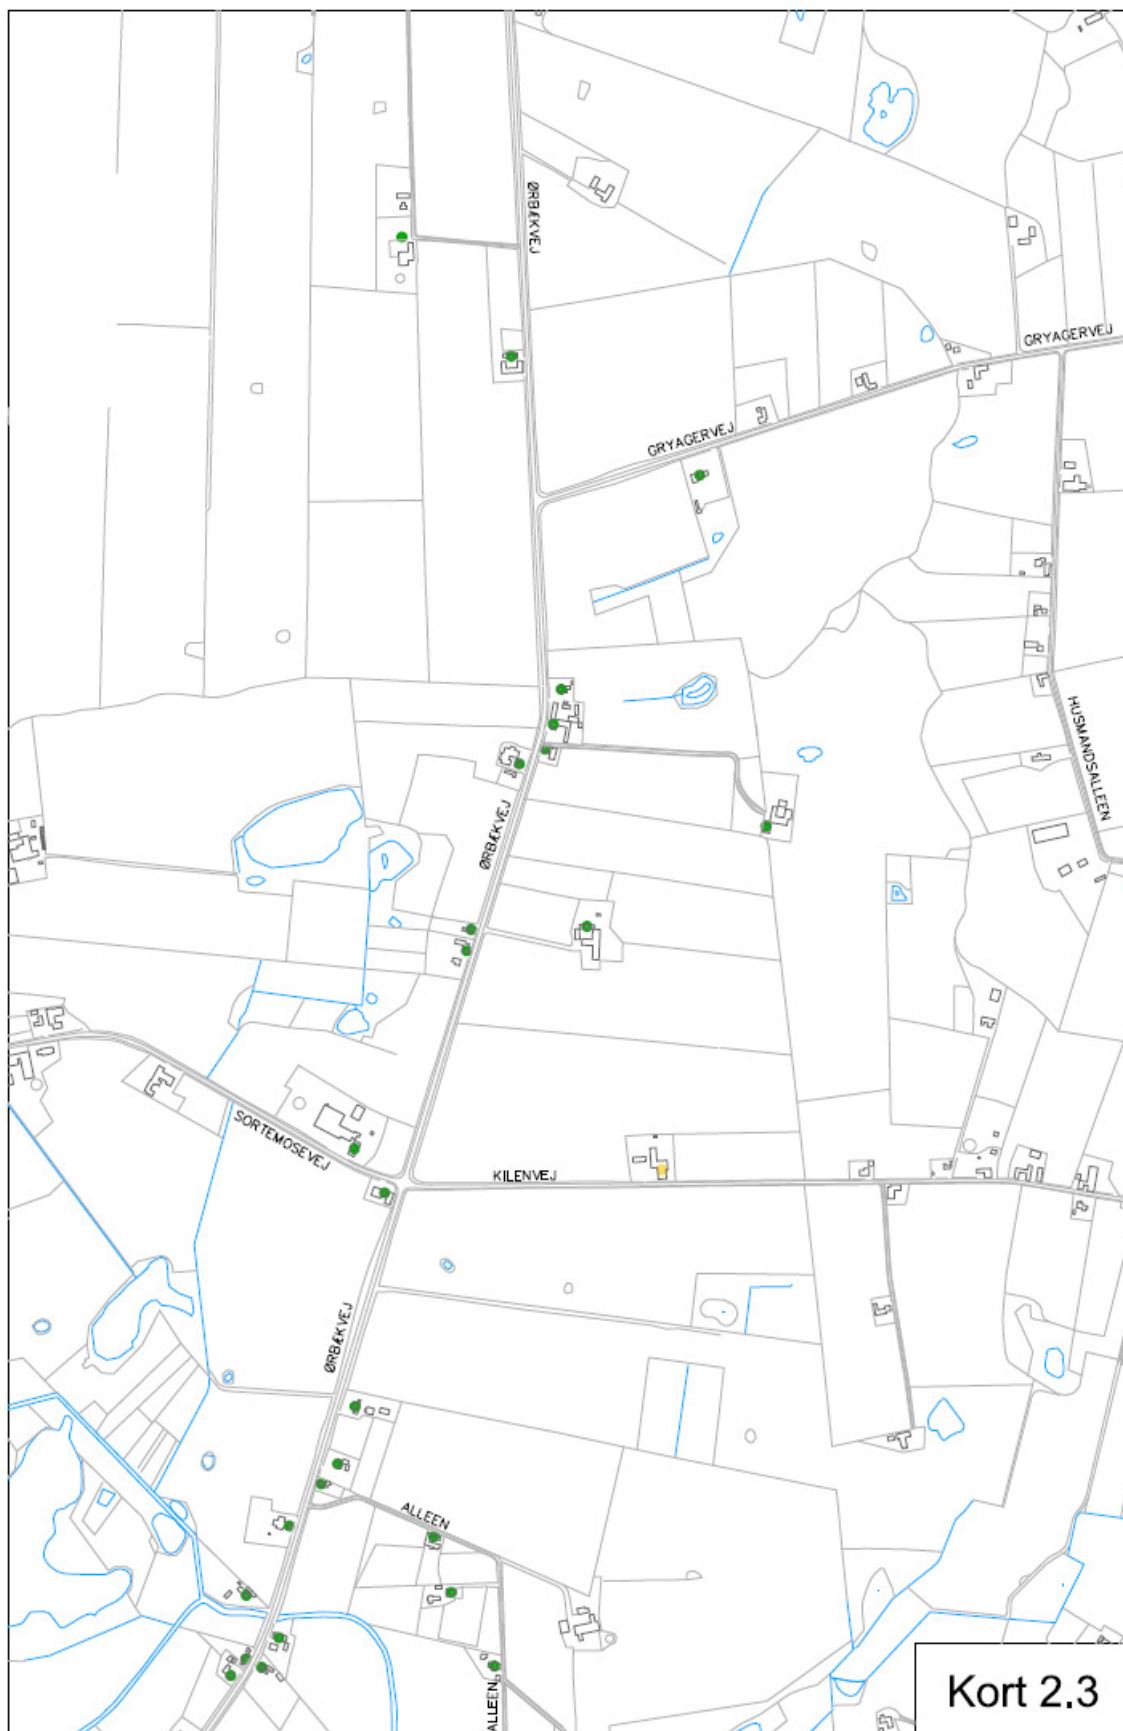 ØRBÆKVEJ
GRYAGERVEJ
GRYAGERVEJ
HUSMANDSALLEEN
ØRBÆKVEJ
SORTEMOSEVEJ
KILENVEJ
ØRBÆKVEJ
ALLEEN
ALLEEN
Kort 2.3